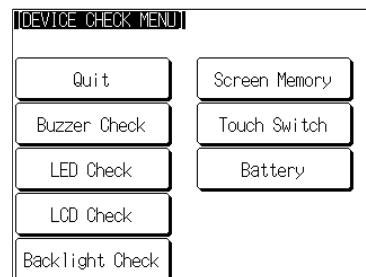 [DEVICE CHECK MENU]
Quit
Buzzer Check
LED Check
LCD Check
Backlight Check
Screen Memory
Touch Switch
Battery